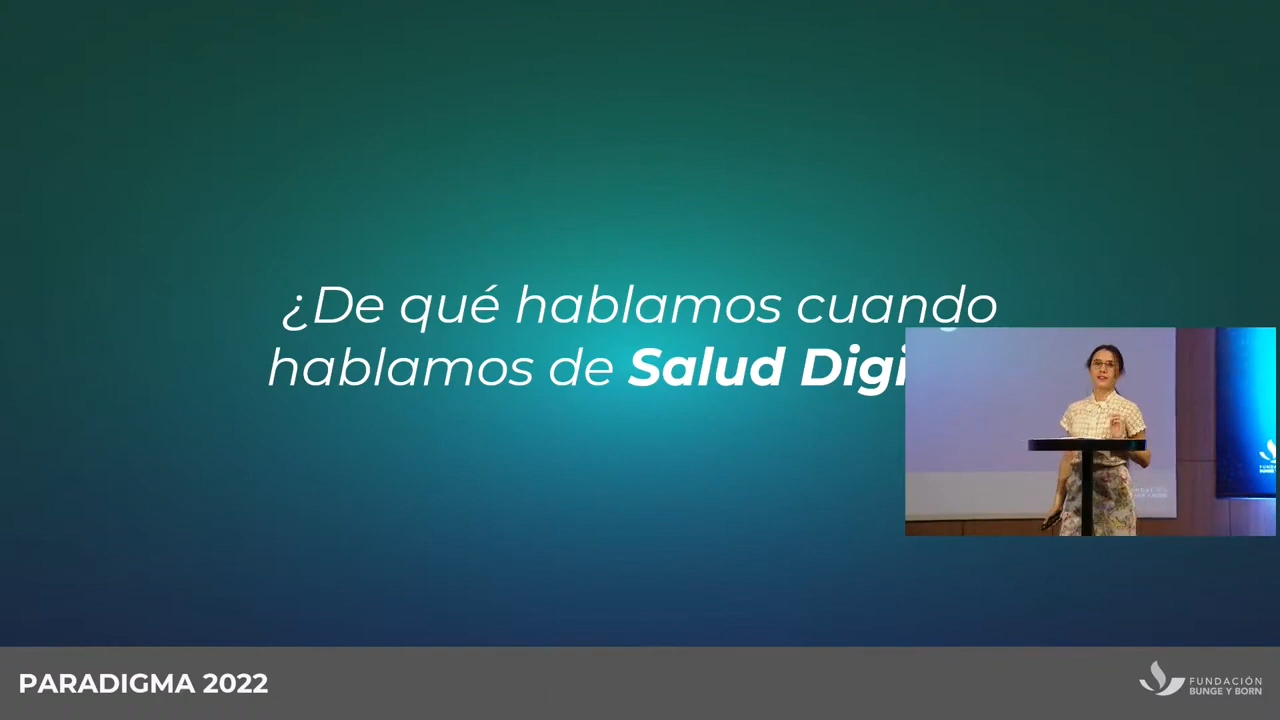 ¿De qué hablamos cuando
hablamos de Salud Digi
PARADIGMA 2022
FUNDACIÓN
BUNGE Y BORN